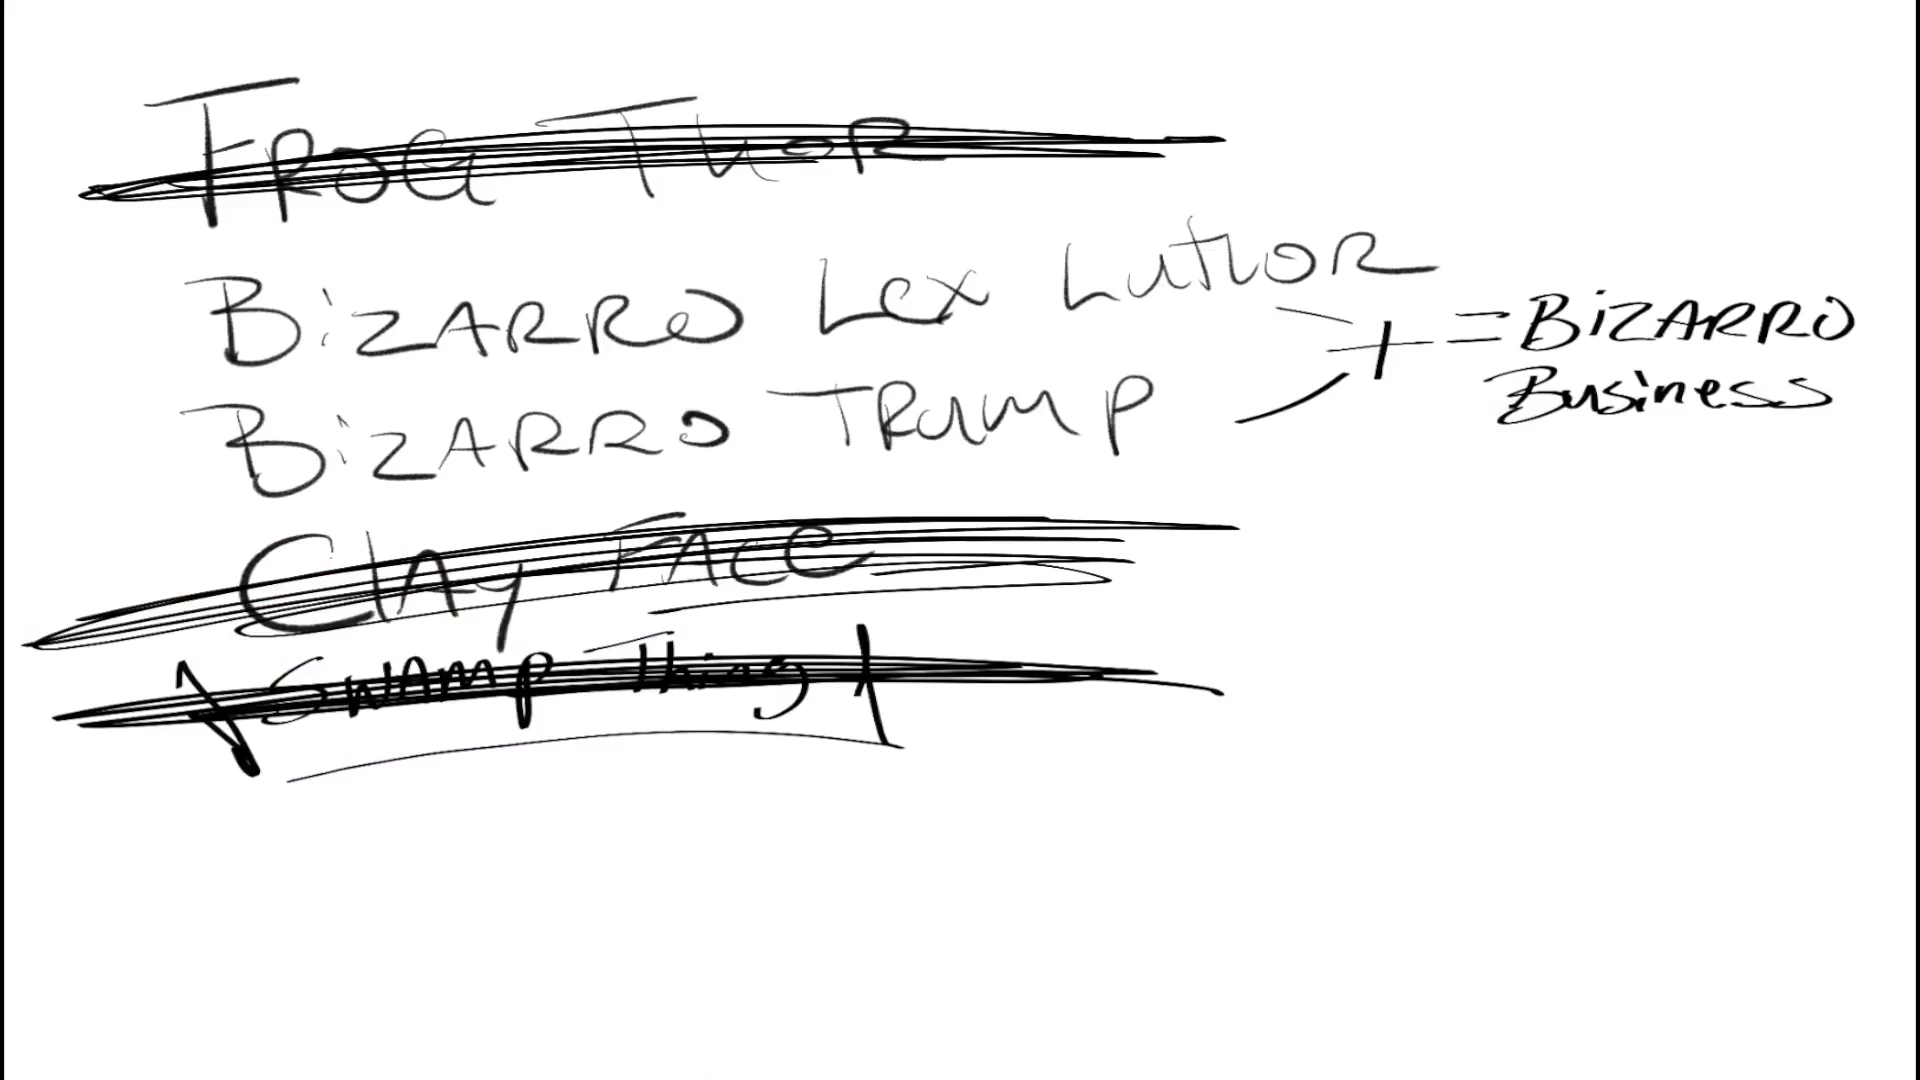 FROG THOR
BiZARRO Lex LuthoR
+ = BiZARRO
Business
BiZARRO TRump
ClAy FACE
SwAmp Thing